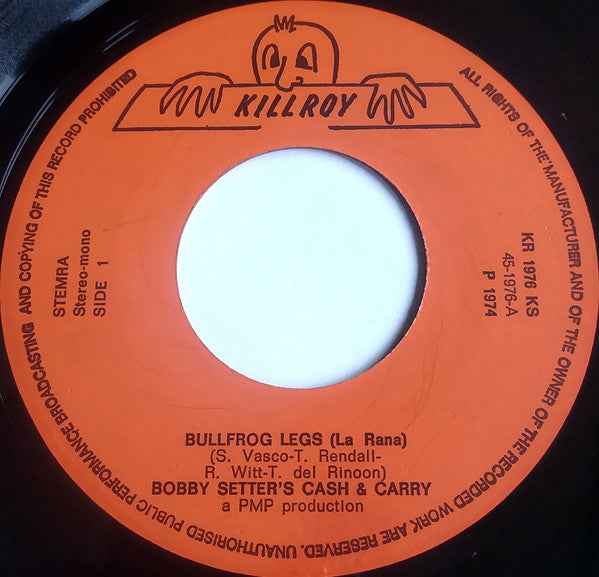 KILLROY
ALL RIGHTS OF THE MANUFACTURER AND OF THE OWNER OF THE RECORDED WORK ARE RESERVED. UNAUTHORISED PUBLIC PERFORMANCE BROADCASTING AND COPYING OF THIS RECORD PROHIBITED
STEMRA
Stereo-mono
SIDE 1
KR 1976 KS
45-1976-A
P 1974
BULLFROG LEGS (La Rana)
(S. Vasco-T. Rendall-
R. Witt-T. del Rinoon)
BOBBY SETTER'S CASH & CARRY
a PMP production